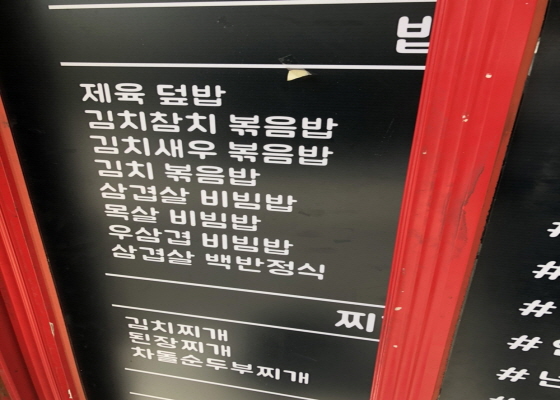 밥
제육 덮밥
김치참치 볶음밥
김치새우 볶음밥
김치 볶음밥
삼겹살 비빔밥
목살 비빔밥
우삼겹 비빔밥
삼겹살 백반정식
찌
김치찌개
된장찌개
차돌순두부찌개
#
#
#
#
#